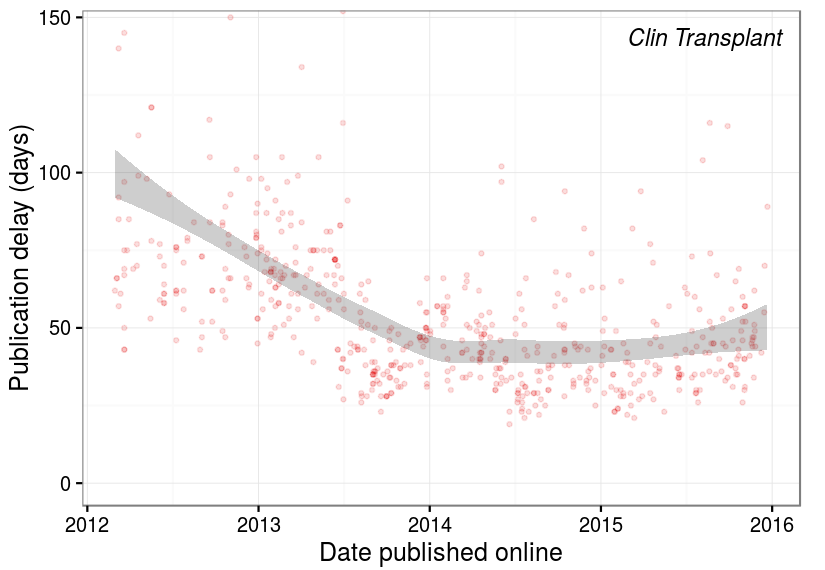 Clin Transplant
Publication delay (days)
150
100
50
0
2012 2013 2014 2015 2016
Date published online